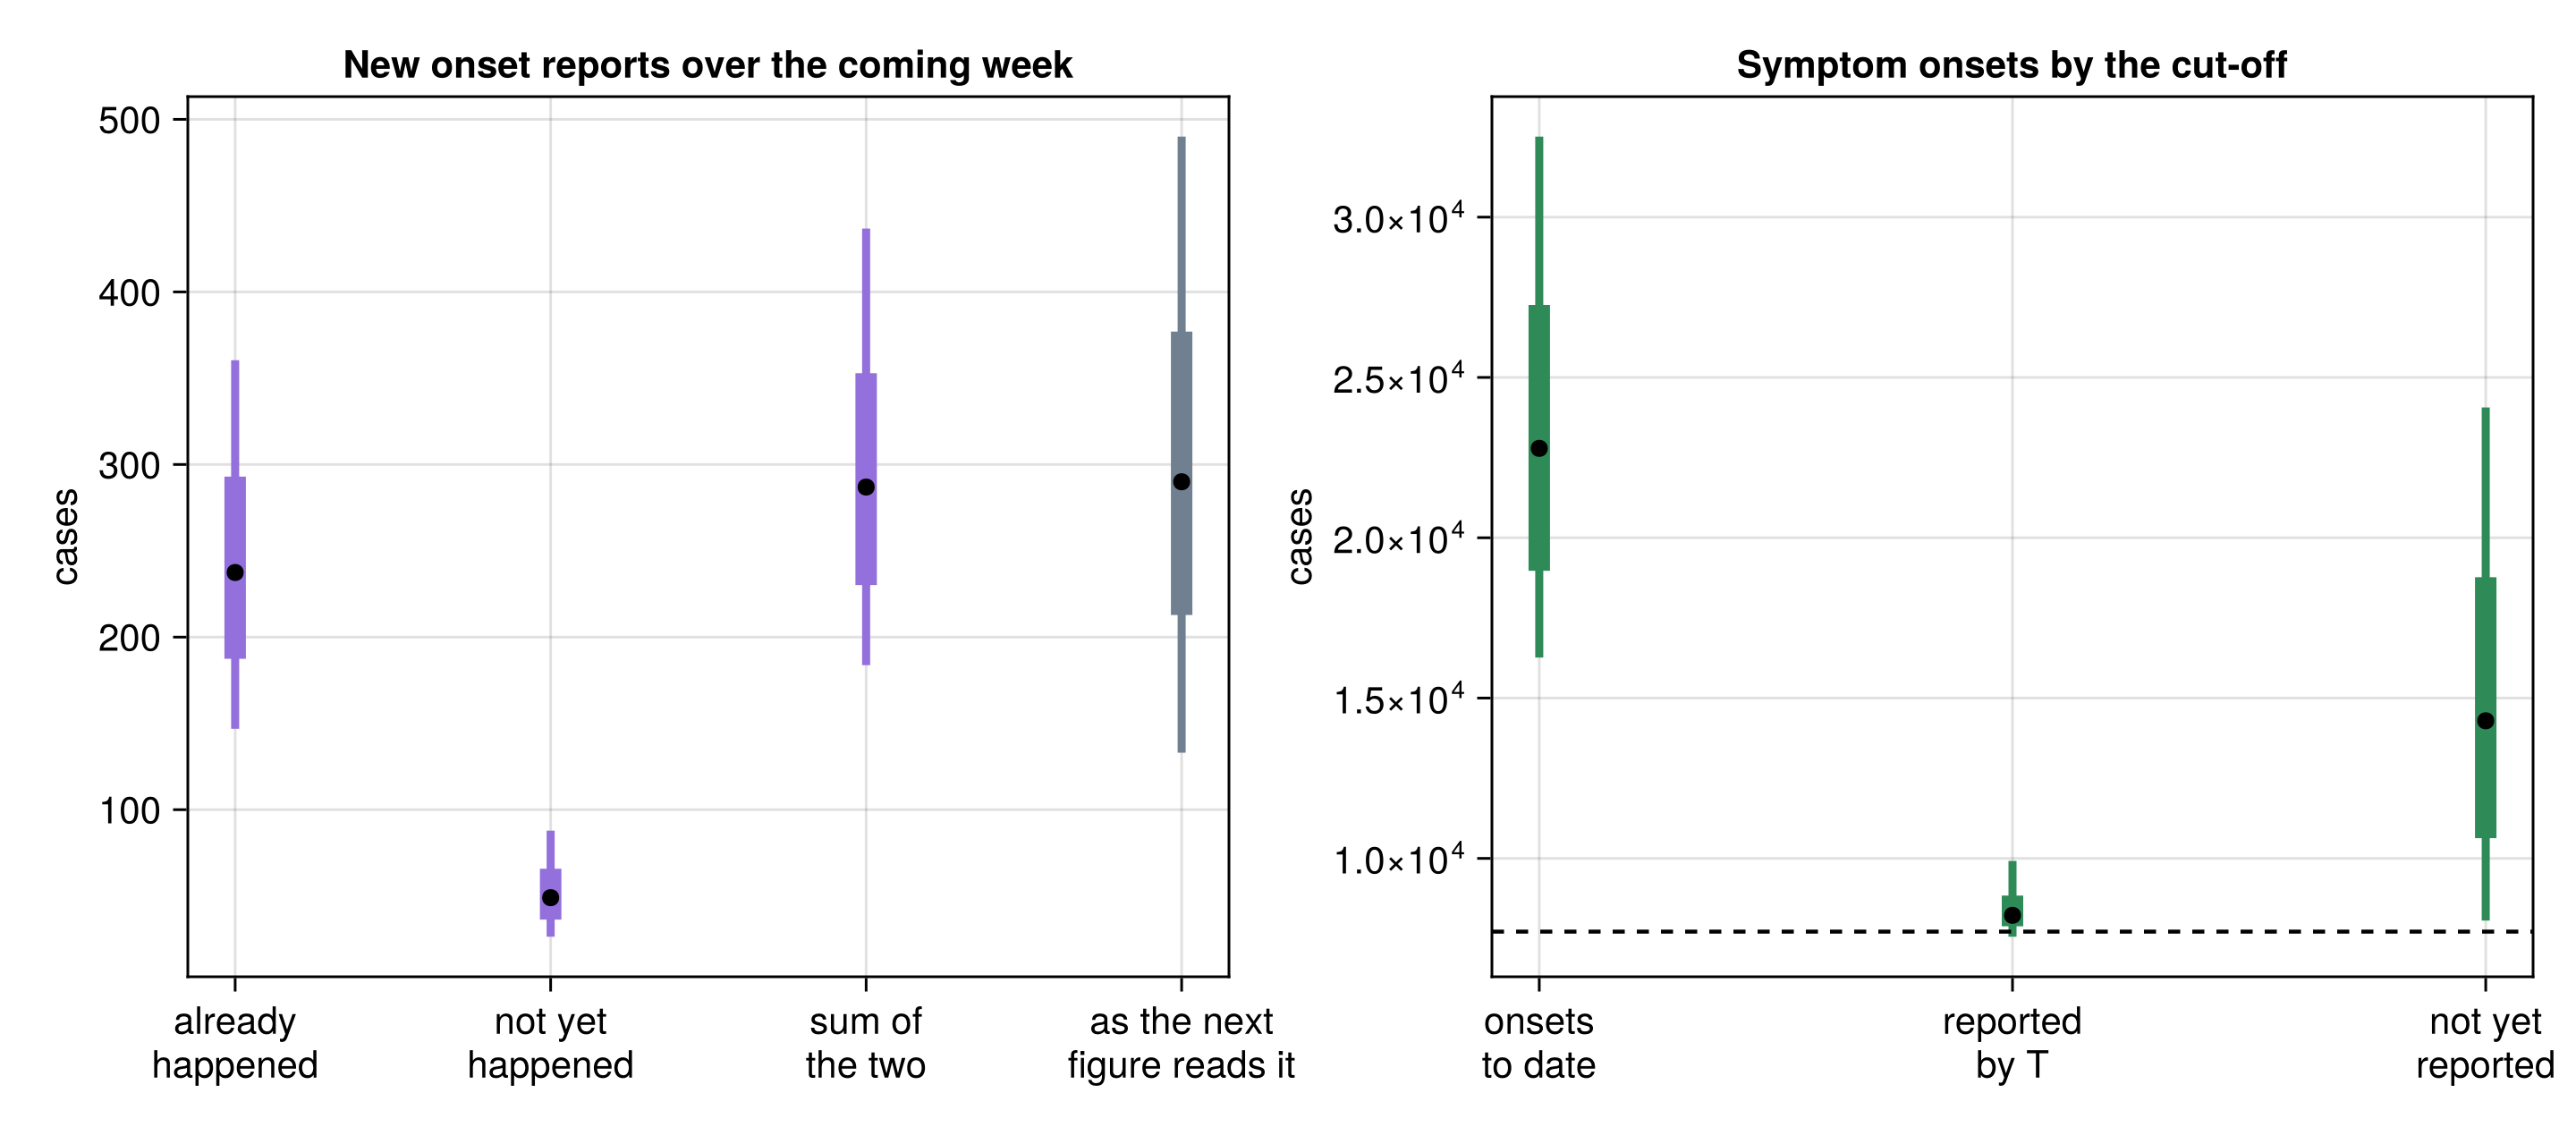 New onset reports over the coming week
500
400
300
200
100
cases
already
happened
not yet
happened
sum of
the two
as the next
figure reads it
Symptom onsets by the cut-off
3.0×10⁴
2.5×10⁴
2.0×10⁴
1.5×10⁴
1.0×10⁴
cases
onsets
to date
reported
by T
not yet
reported